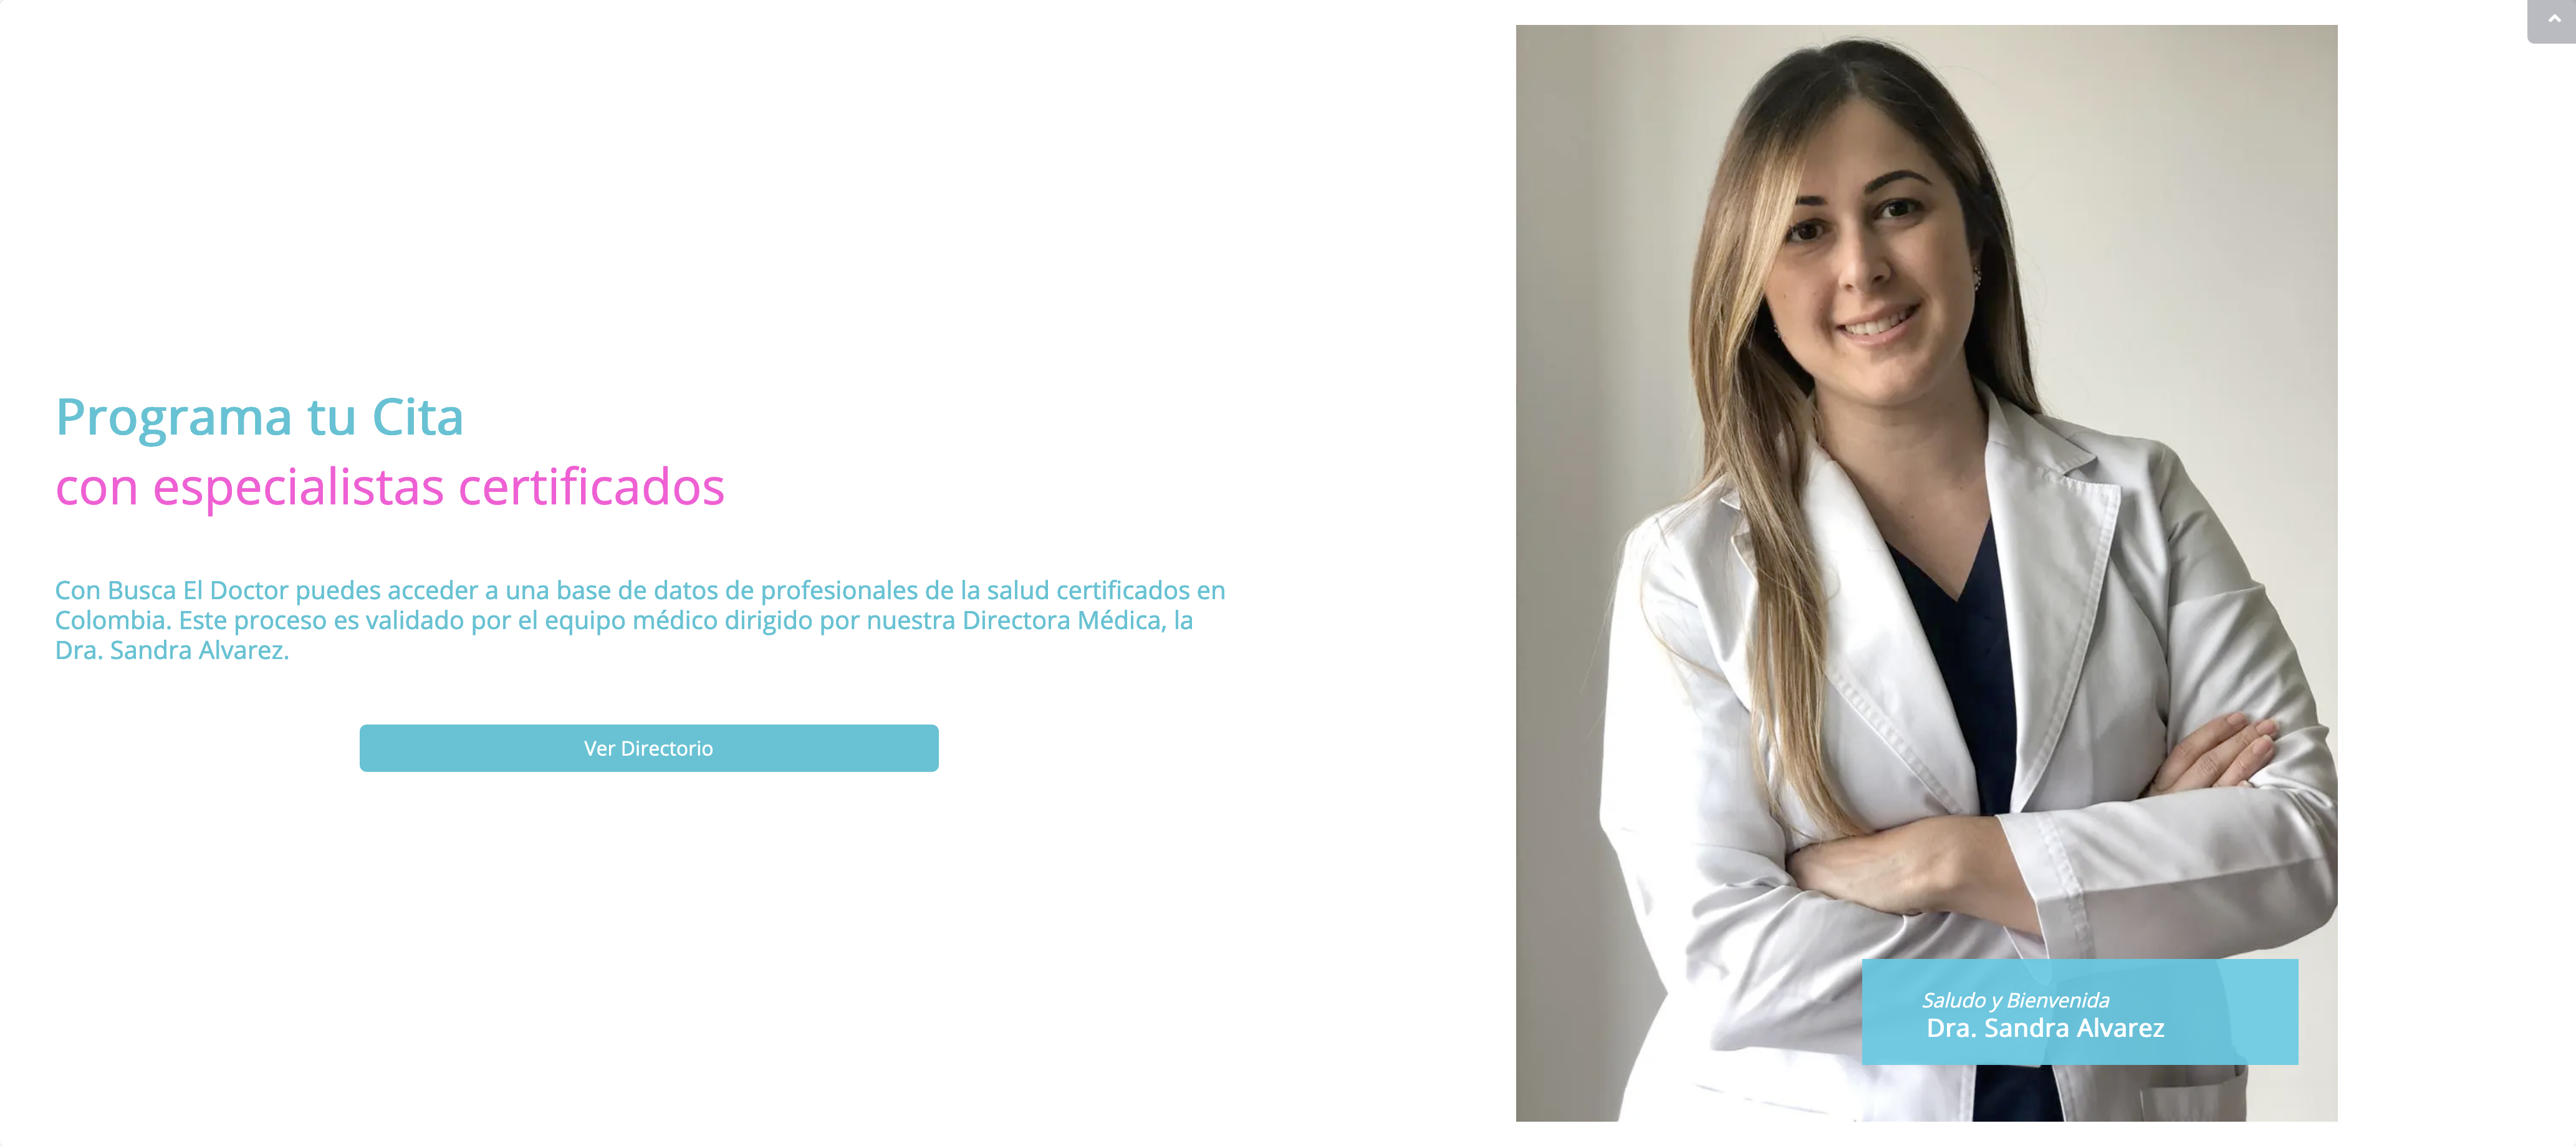 Programa tu Cita
con especialistas certificados
Con Busca El Doctor puedes acceder a una base de datos de profesionales de la salud certificados en
Colombia. Este proceso es validado por el equipo médico dirigido por nuestra Directora Médica, la
Dra. Sandra Alvarez.
Ver Directorio
Saludo y Bienvenida
Dra. Sandra Alvarez